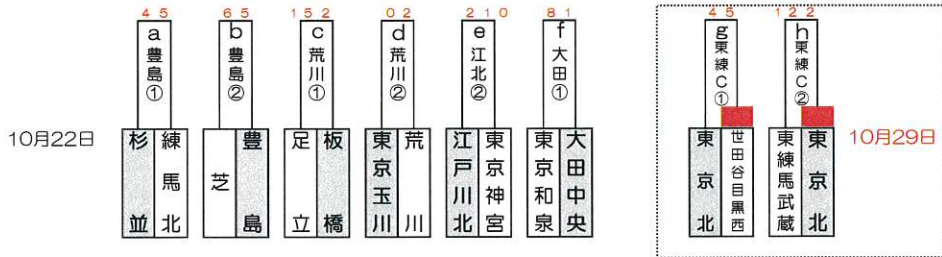 4 5
a
豊島①
6 5
b
豊島②
1 5 2
c
荒川①
0 2
d
荒川②
2 1 0
e
江北②
8 1
f
大田①
4 5
g
東練C①
1 2 2
h
東練C②
10月22日
杉並
練馬北
芝
豊島
足立
板橋
東京玉川
荒川
江戸川北
東京神宮
東京和泉
大田中央
東京北
世田谷目黒西
東練馬武蔵
東京北
10月29日